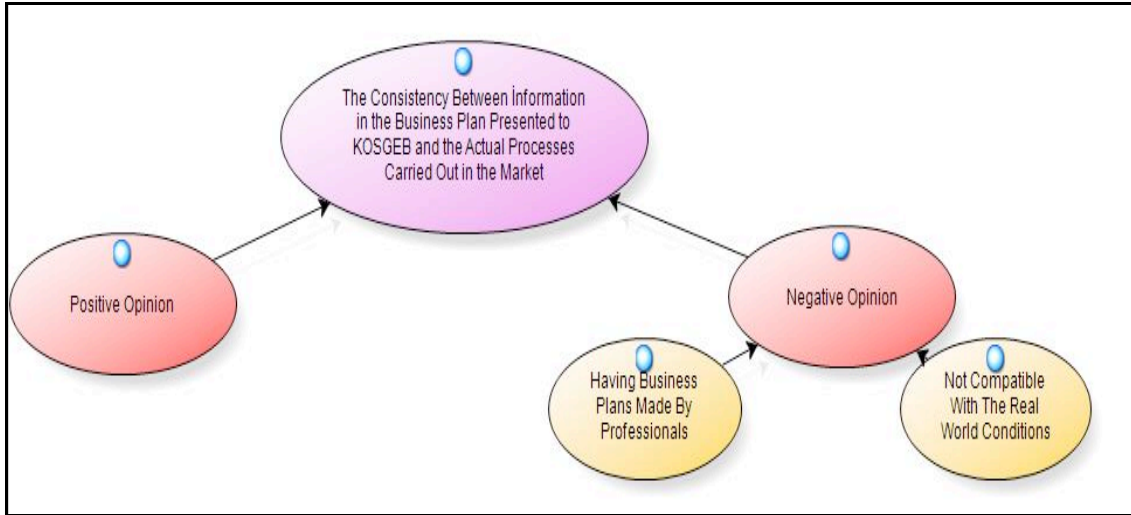 The Consistency Between İnformation
in the Business Plan Presented to
KOSGEB and the Actual Processes
Carried Out in the Market
Positive Opinion
Negative Opinion
Having Business
Plans Made By
Professionals
Not Compatible
With The Real
World Conditions